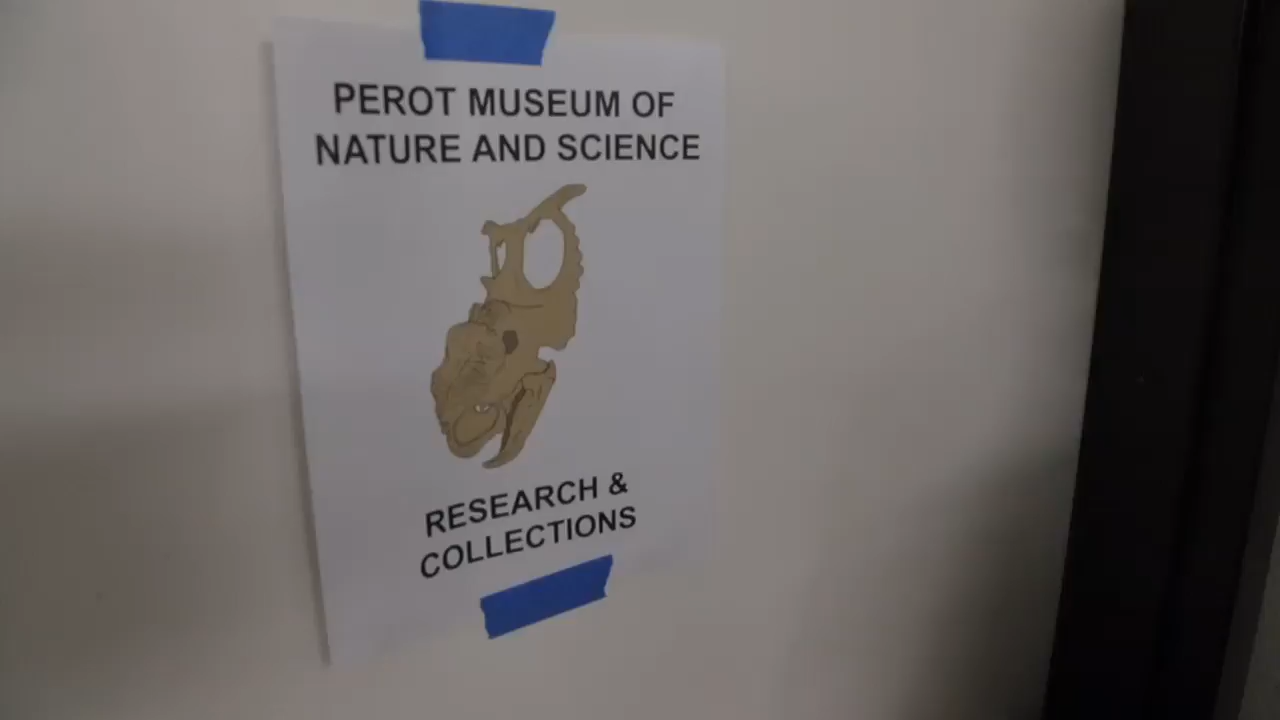 PEROT MUSEUM OF
NATURE AND SCIENCE
RESEARCH &
COLLECTIONS